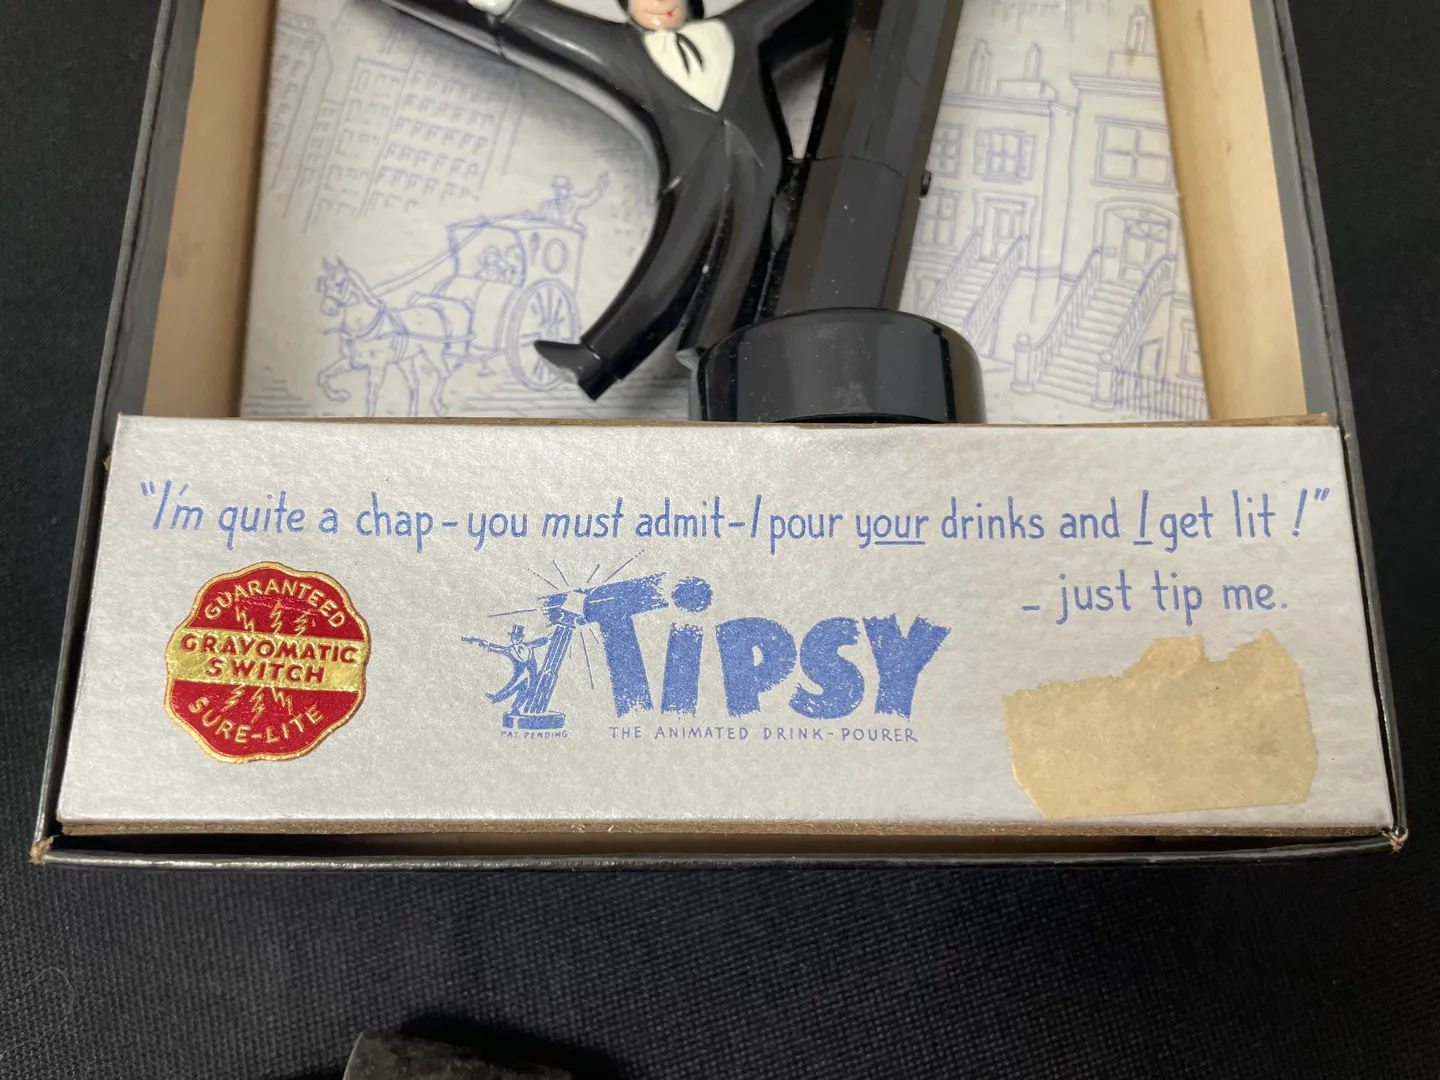 "I'm quite a chap - you must admit - I pour your drinks and I get lit!"
- just tip me.
GUARANTEED
GRAVOMATIC
SWITCH
SURE-LITE
TiPSY
PAT. PENDING
THE ANIMATED DRINK-POURER